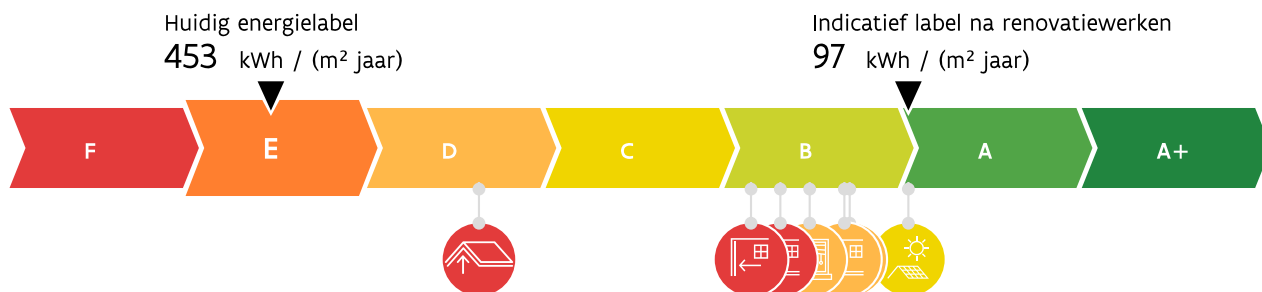 Huidig energielabel
453 kWh / (m² jaar)
Indicatief label na renovatiewerken
97 kWh / (m² jaar)
F E D C B A A+